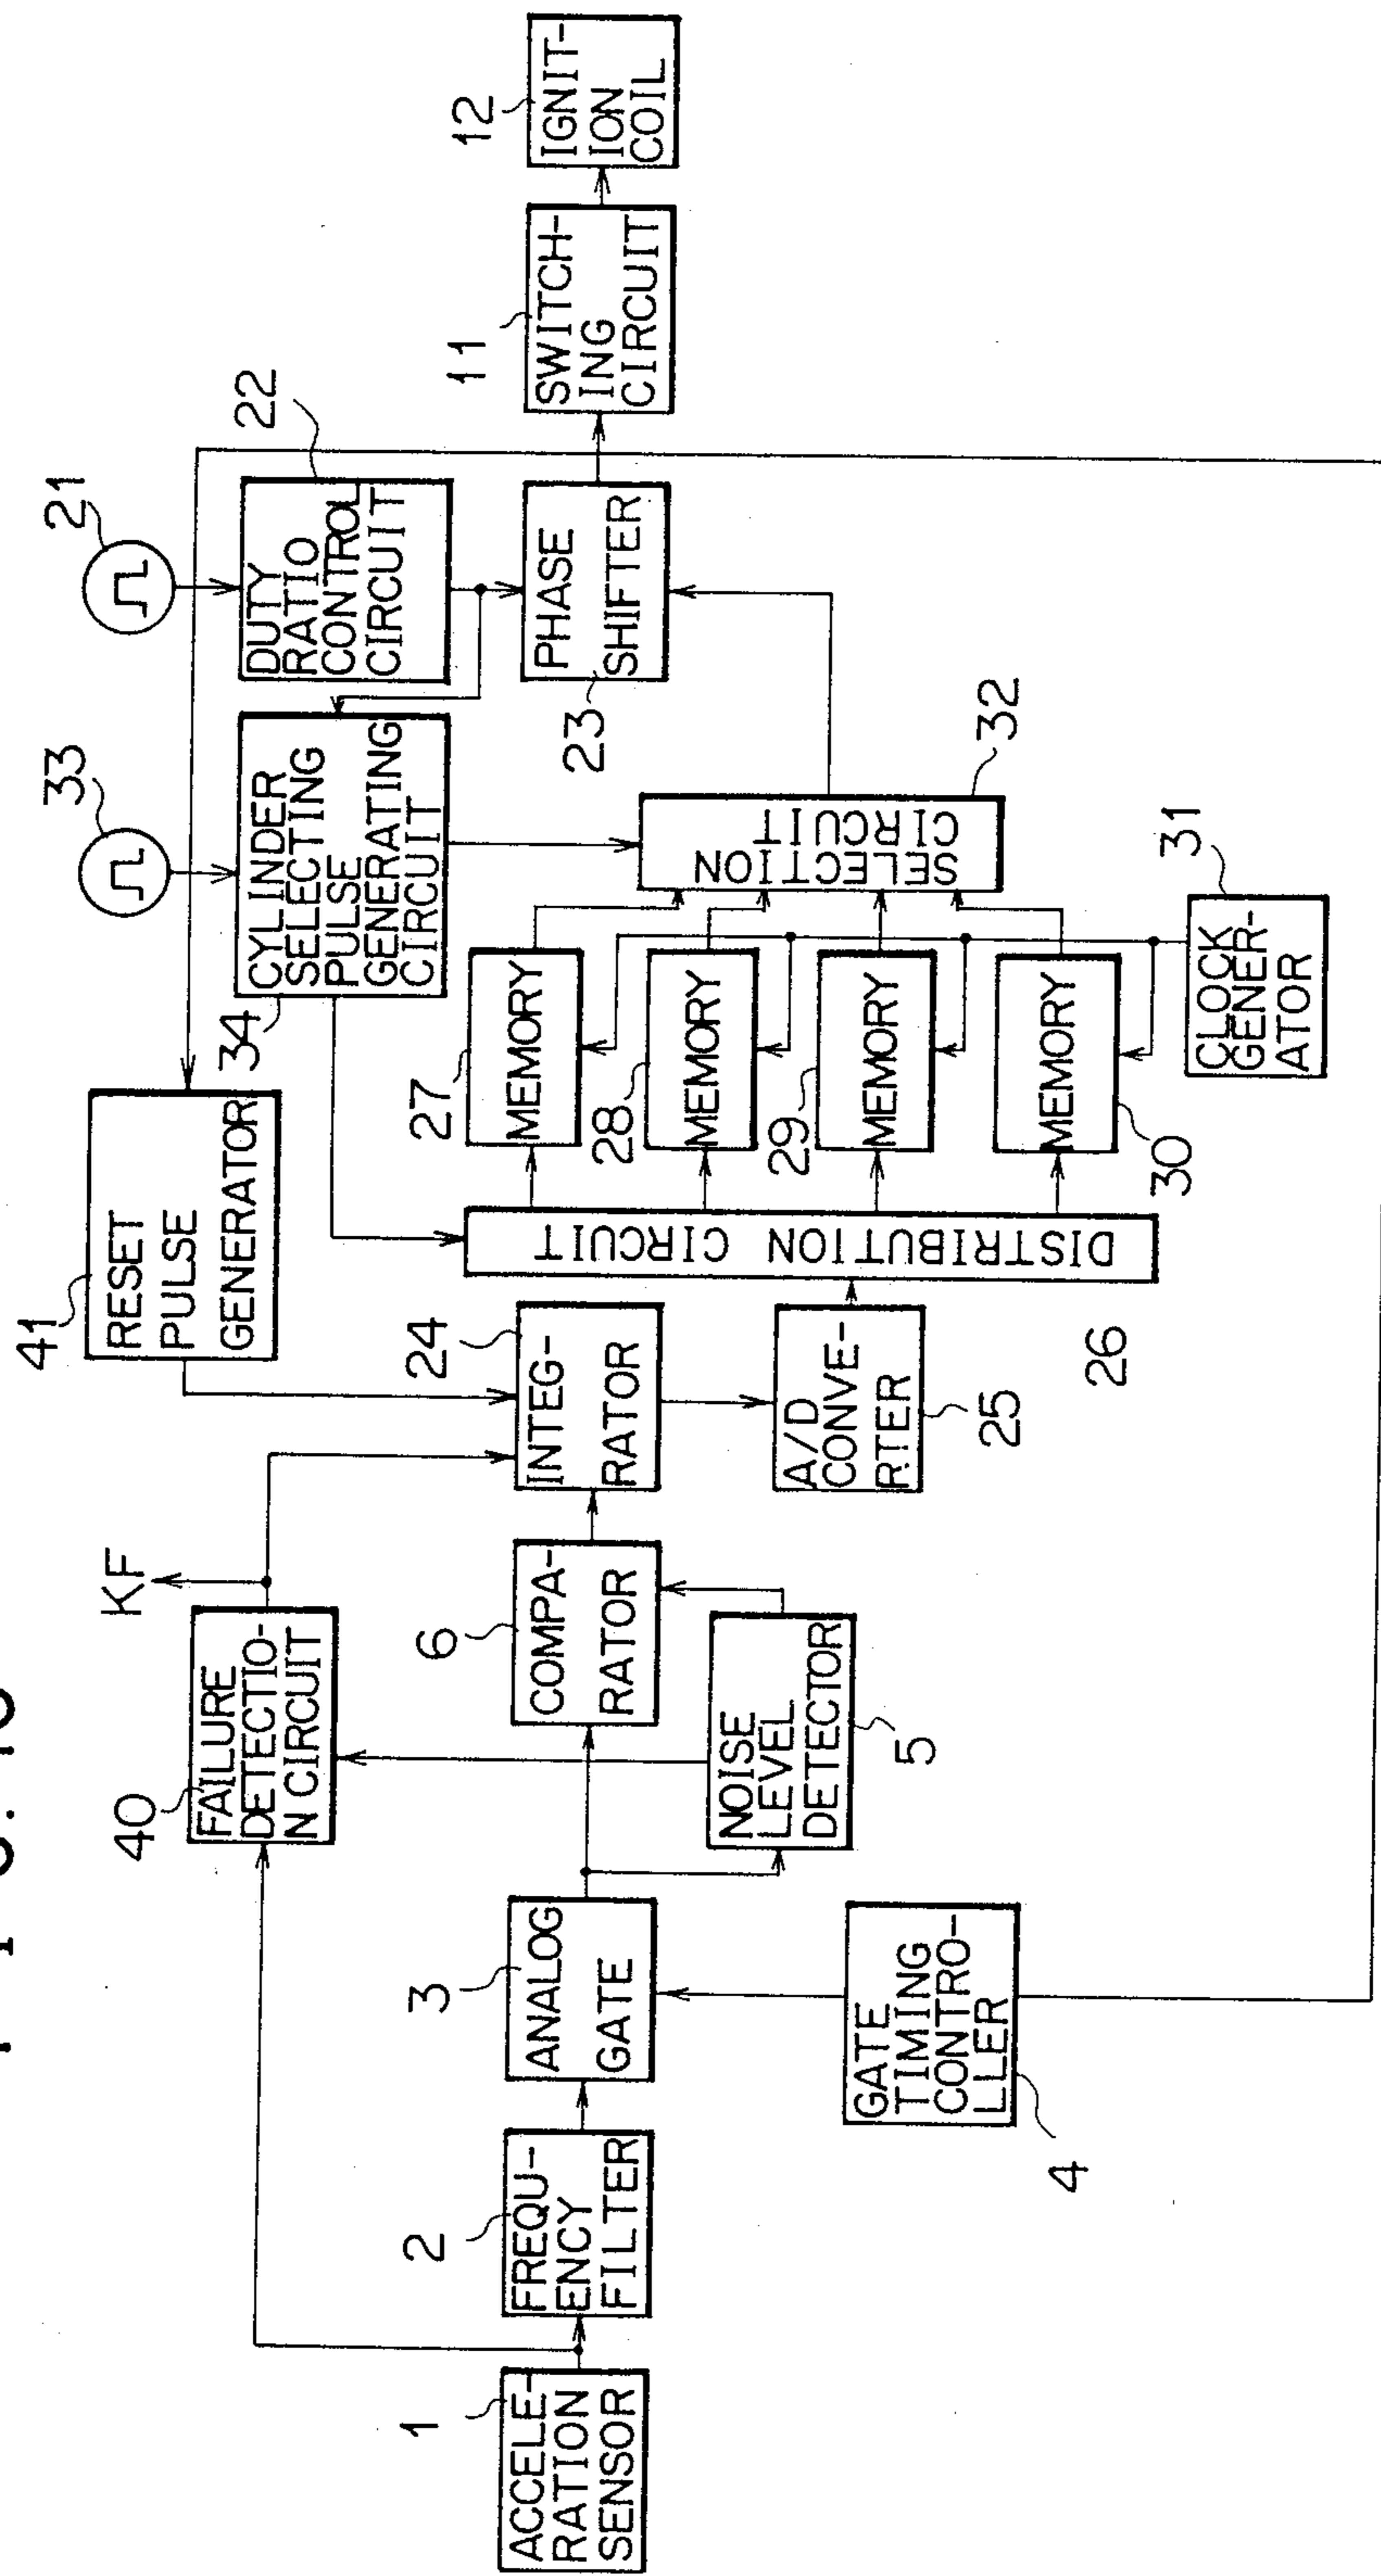 1
ACCELE-
RATION
SENSOR
2
FREQU-
ENCY
FILTER
3
ANALOG
GATE
4
GATE
TIMING
CONTRO-
LLER
40
FAILURE
DETECTIO-
N CIRCUIT
KF
6
COMPA-
RATOR
5
NOISE
LEVEL
DETECTOR
41
RESET
PULSE
GENERATOR
24
INTEG-
RATOR
25
A/D
CONVE-
RTER
26
DISTRIBUTION CIRCUIT
33
34
CYLINDER
SELECTING
PULSE
GENERATING
CIRCUIT
27
MEMORY
28
MEMORY
29
MEMORY
30
MEMORY
31
CLOCK
GENER-
ATOR
32
SELECTION
CIRCUIT
21
22
DUTY
RATIO
CONTROL
CIRCUIT
23
PHASE
SHIFTER
11
SWITCH-
ING
CIRCUIT
12
IGNIT-
ION
COIL